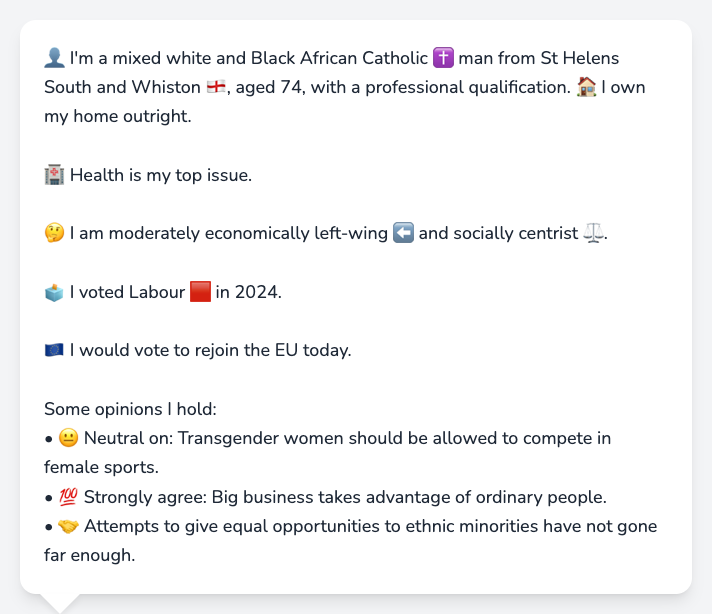 👤 I'm a mixed white and Black African Catholic ✝️ man from St Helens
South and Whiston 🏴󠁧󠁢󠁥󠁮󠁧󠁿, aged 74, with a professional qualification. 🏠 I own
my home outright.
🏥 Health is my top issue.
🤔 I am moderately economically left-wing ⬅️ and socially centrist ⚖️.
🗳️ I voted Labour 🟥 in 2024.
🇪🇺 I would vote to rejoin the EU today.
Some opinions I hold:
• 😐 Neutral on: Transgender women should be allowed to compete in
female sports.
• 💯 Strongly agree: Big business takes advantage of ordinary people.
• 🤝 Attempts to give equal opportunities to ethnic minorities have not gone
far enough.